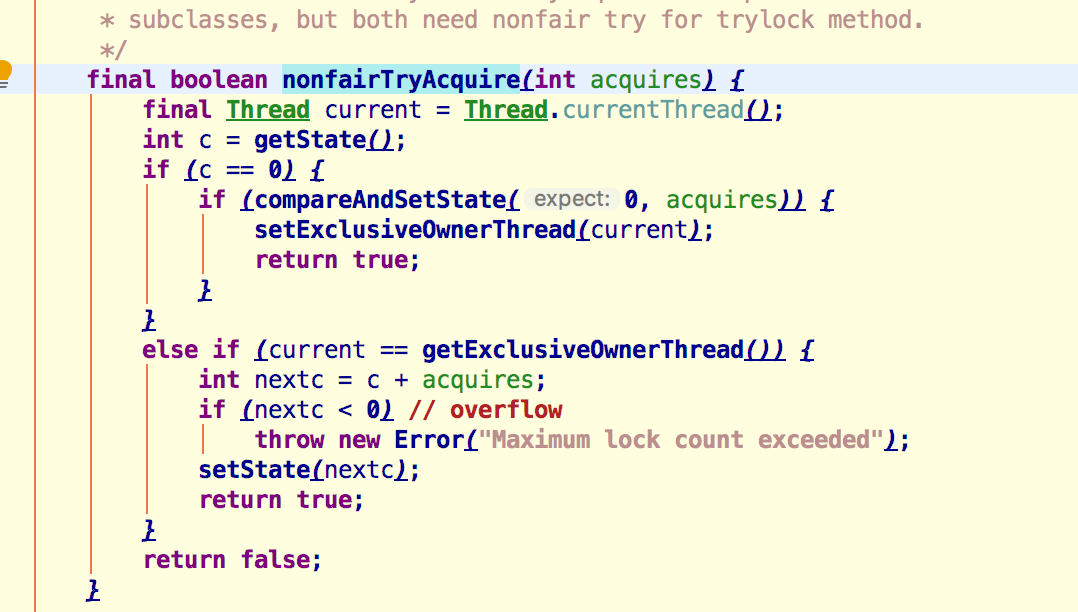 * subclasses, but both need nonfair try for trylock method.
*/
final boolean nonfairTryAcquire(int acquires) {
final Thread current = Thread.currentThread();
int c = getState();
if (c == 0) {
if (compareAndSetState( expect: 0, acquires)) {
setExclusiveOwnerThread(current);
return true;
}
}
else if (current == getExclusiveOwnerThread()) {
int nextc = c + acquires;
if (nextc < 0) // overflow
throw new Error("Maximum lock count exceeded");
setState(nextc);
return true;
}
return false;
}